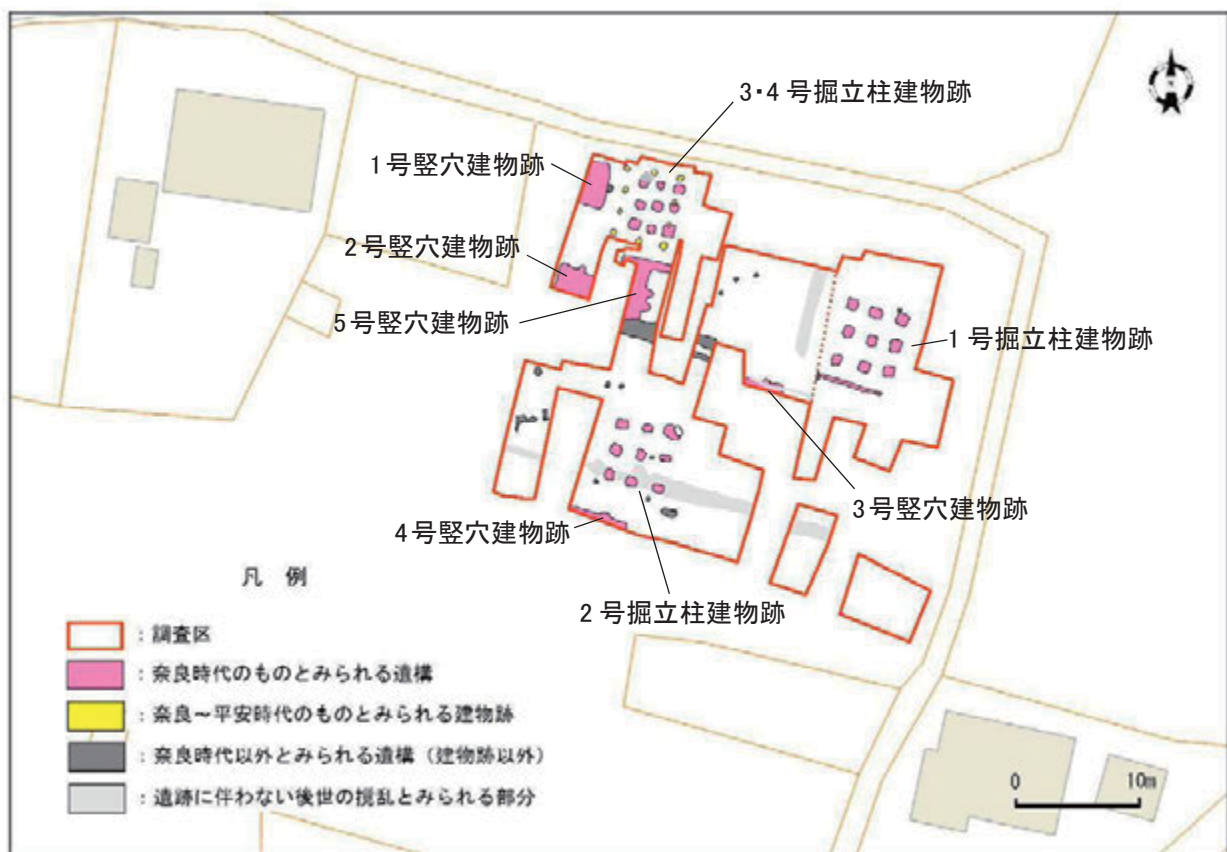 3・4号掘立柱建物跡
1号竪穴建物跡
2号竪穴建物跡
5号竪穴建物跡
1号掘立柱建物跡
3号竪穴建物跡
4号竪穴建物跡
2号掘立柱建物跡
凡 例
：調査区
：奈良時代のものとみられる遺構
：奈良～平安時代のものとみられる建物跡
：奈良時代以外とみられる遺構（建物跡以外）
：遺跡に伴わない後世の撹乱とみられる部分
0 10m